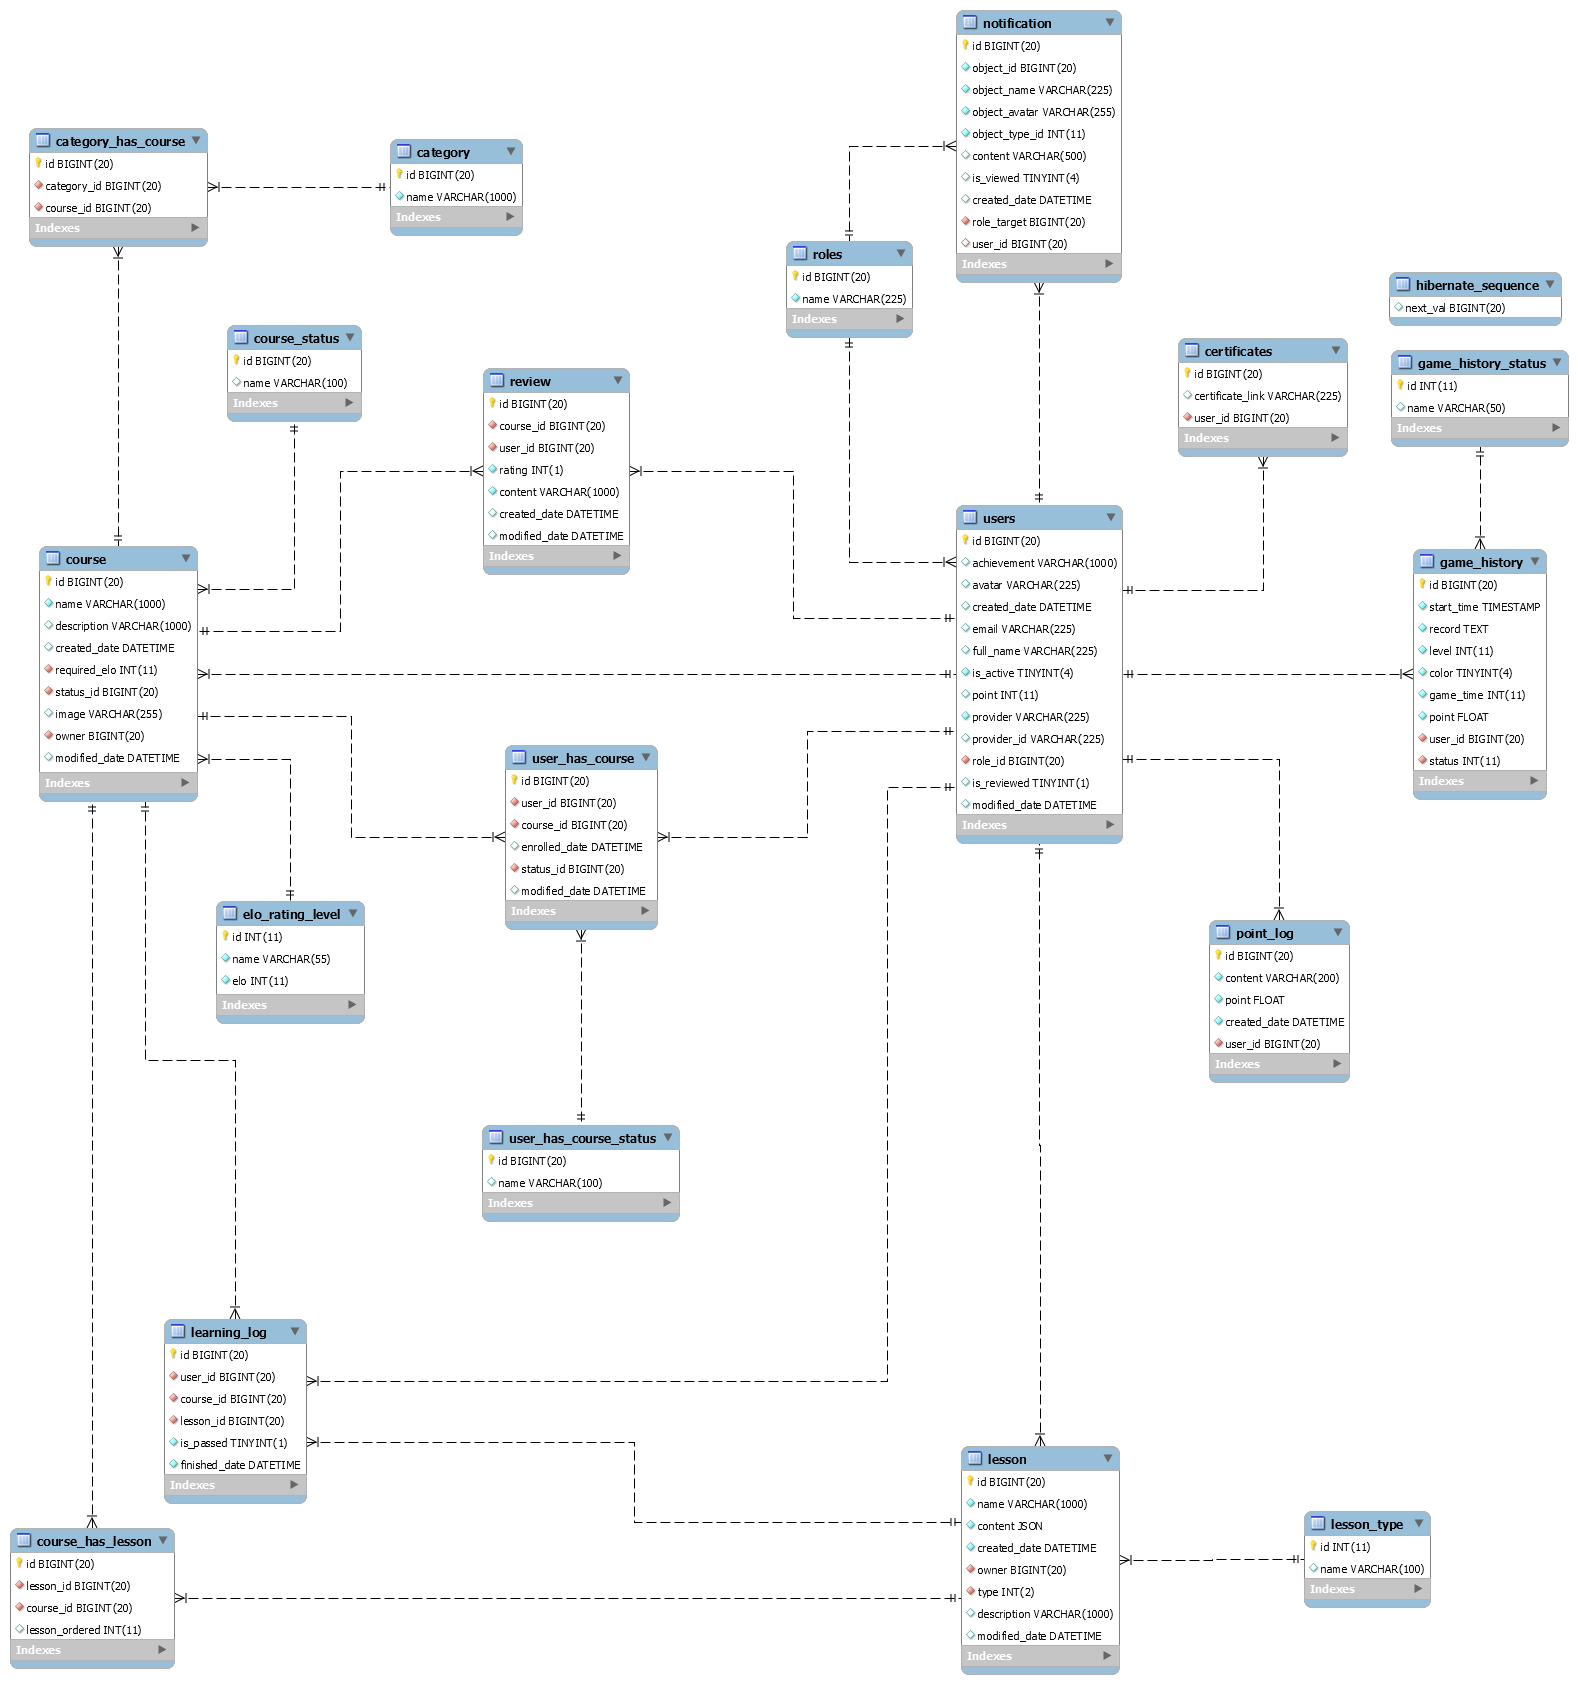 notification
id BIGINT(20)
object_id BIGINT(20)
object_name VARCHAR(225)
object_avatar VARCHAR(255)
object_type_id INT(11)
content VARCHAR(500)
is_viewed TINYINT(4)
created_date DATETIME
role_target BIGINT(20)
user_id BIGINT(20)
Indexes
category_has_course
id BIGINT(20)
category_id BIGINT(20)
course_id BIGINT(20)
Indexes
category
id BIGINT(20)
name VARCHAR(1000)
Indexes
roles
id BIGINT(20)
name VARCHAR(225)
Indexes
hibernate_sequence
next_val BIGINT(20)
course_status
id BIGINT(20)
name VARCHAR(100)
Indexes
review
id BIGINT(20)
course_id BIGINT(20)
user_id BIGINT(20)
rating INT(1)
content VARCHAR(1000)
created_date DATETIME
modified_date DATETIME
Indexes
certificates
id BIGINT(20)
certificate_link VARCHAR(225)
user_id BIGINT(20)
Indexes
game_history_status
id INT(11)
name VARCHAR(50)
Indexes
course
id BIGINT(20)
name VARCHAR(1000)
description VARCHAR(1000)
created_date DATETIME
required_elo INT(11)
status_id BIGINT(20)
image VARCHAR(255)
owner BIGINT(20)
modified_date DATETIME
Indexes
users
id BIGINT(20)
achievement VARCHAR(1000)
avatar VARCHAR(225)
created_date DATETIME
email VARCHAR(225)
full_name VARCHAR(225)
is_active TINYINT(4)
point INT(11)
provider VARCHAR(225)
provider_id VARCHAR(225)
role_id BIGINT(20)
is_reviewed TINYINT(1)
modified_date DATETIME
Indexes
game_history
id BIGINT(20)
start_time TIMESTAMP
record TEXT
level INT(11)
color TINYINT(4)
game_time INT(11)
point FLOAT
user_id BIGINT(20)
status INT(11)
Indexes
user_has_course
id BIGINT(20)
user_id BIGINT(20)
course_id BIGINT(20)
enrolled_date DATETIME
status_id BIGINT(20)
modified_date DATETIME
Indexes
elo_rating_level
id INT(11)
name VARCHAR(55)
elo INT(11)
Indexes
point_log
id BIGINT(20)
content VARCHAR(200)
point FLOAT
created_date DATETIME
user_id BIGINT(20)
Indexes
user_has_course_status
id BIGINT(20)
name VARCHAR(100)
Indexes
learning_log
id BIGINT(20)
user_id BIGINT(20)
course_id BIGINT(20)
lesson_id BIGINT(20)
is_passed TINYINT(1)
finished_date DATETIME
Indexes
lesson
id BIGINT(20)
name VARCHAR(1000)
content JSON
created_date DATETIME
owner BIGINT(20)
type INT(2)
description VARCHAR(1000)
modified_date DATETIME
Indexes
lesson_type
id INT(11)
name VARCHAR(100)
Indexes
course_has_lesson
id BIGINT(20)
lesson_id BIGINT(20)
course_id BIGINT(20)
lesson_ordered INT(11)
Indexes